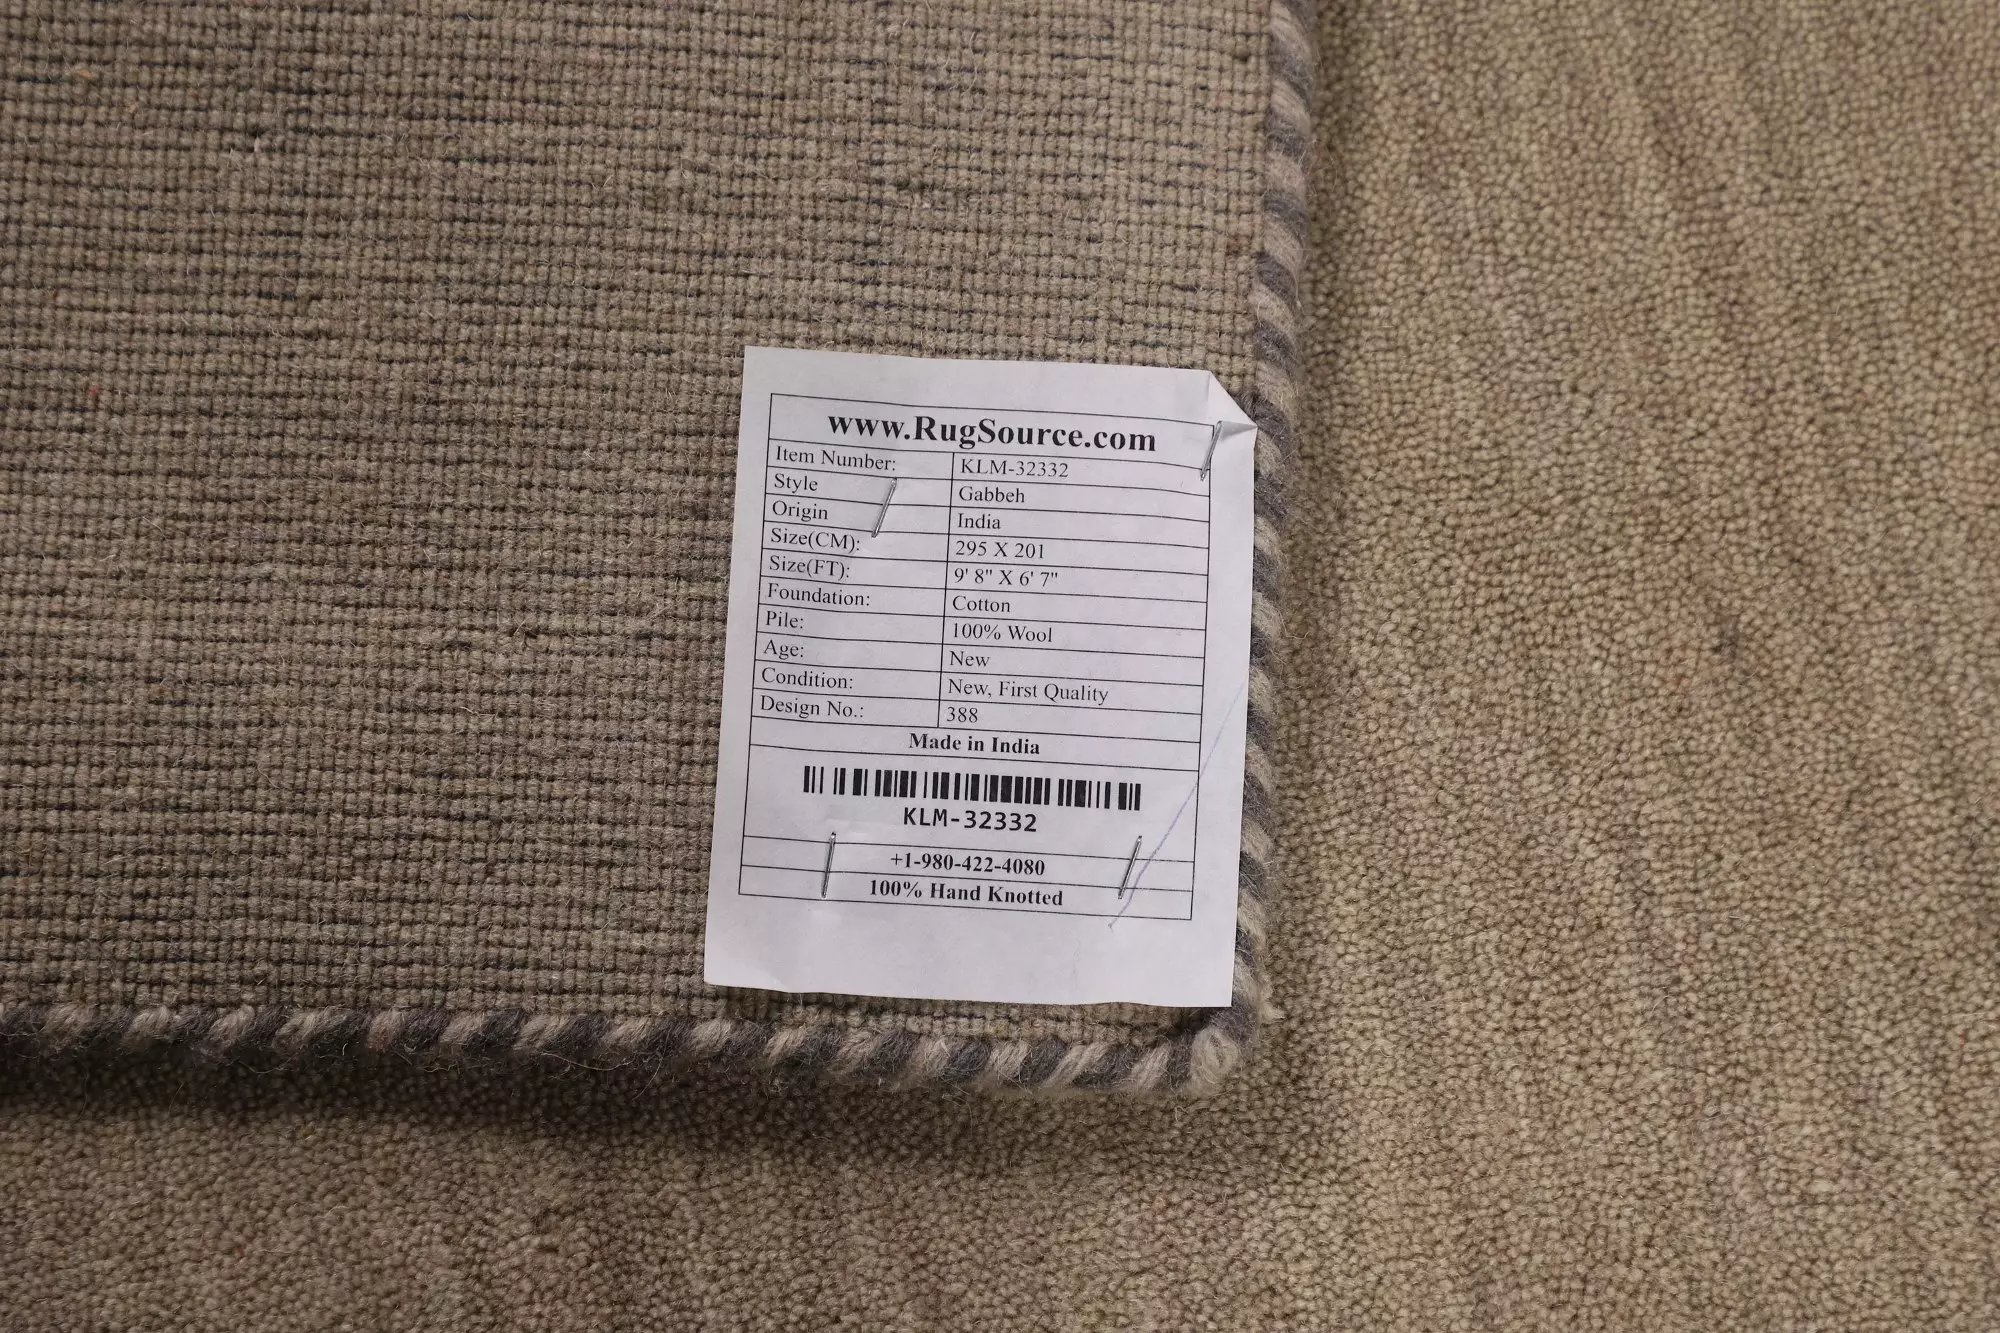 www.RugSource.com
Item Number: KLM-32332
Style Gabbeh
Origin India
Size(CM): 295 X 201
Size(FT): 9' 8" X 6' 7"
Foundation: Cotton
Pile: 100% Wool
Age: New
Condition: New, First Quality
Design No.: 388
Made in India
KLM-32332
+1-980-422-4080
100% Hand Knotted